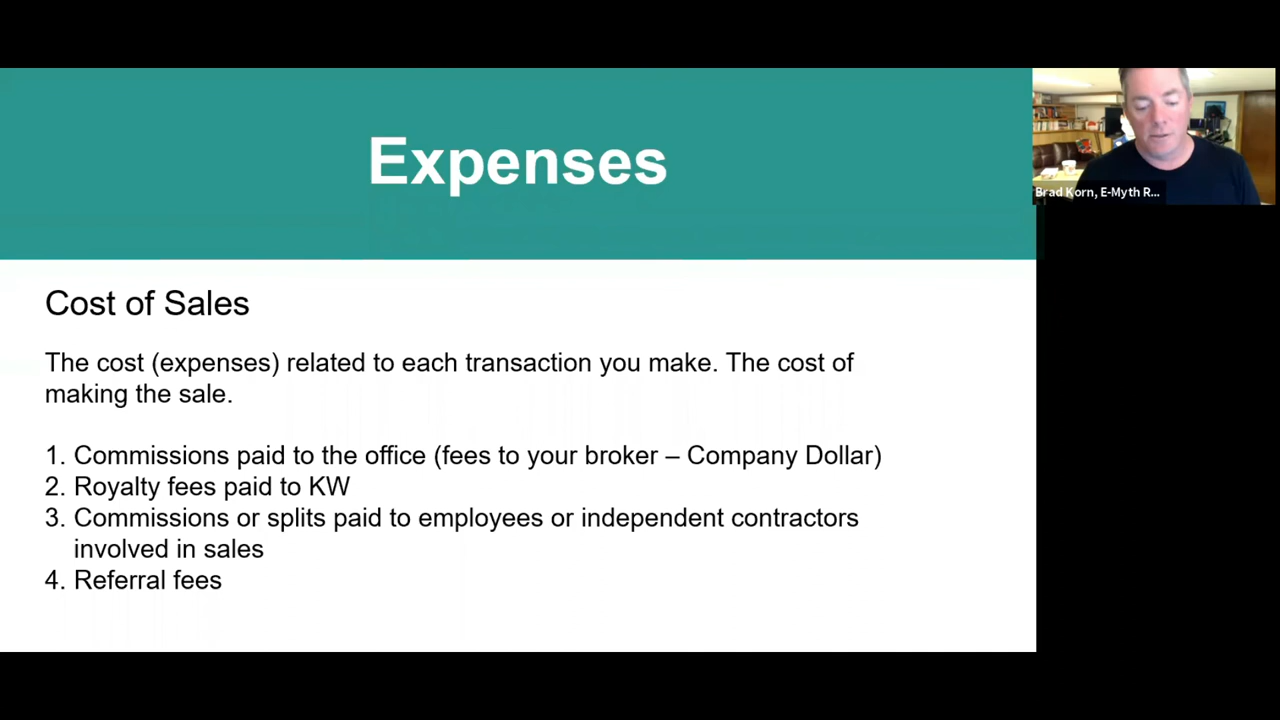 Expenses
Brad Korn, E-Myth R...
Cost of Sales
The cost (expenses) related to each transaction you make. The cost of
making the sale.
1. Commissions paid to the office (fees to your broker – Company Dollar)
2. Royalty fees paid to KW
3. Commissions or splits paid to employees or independent contractors
involved in sales
4. Referral fees